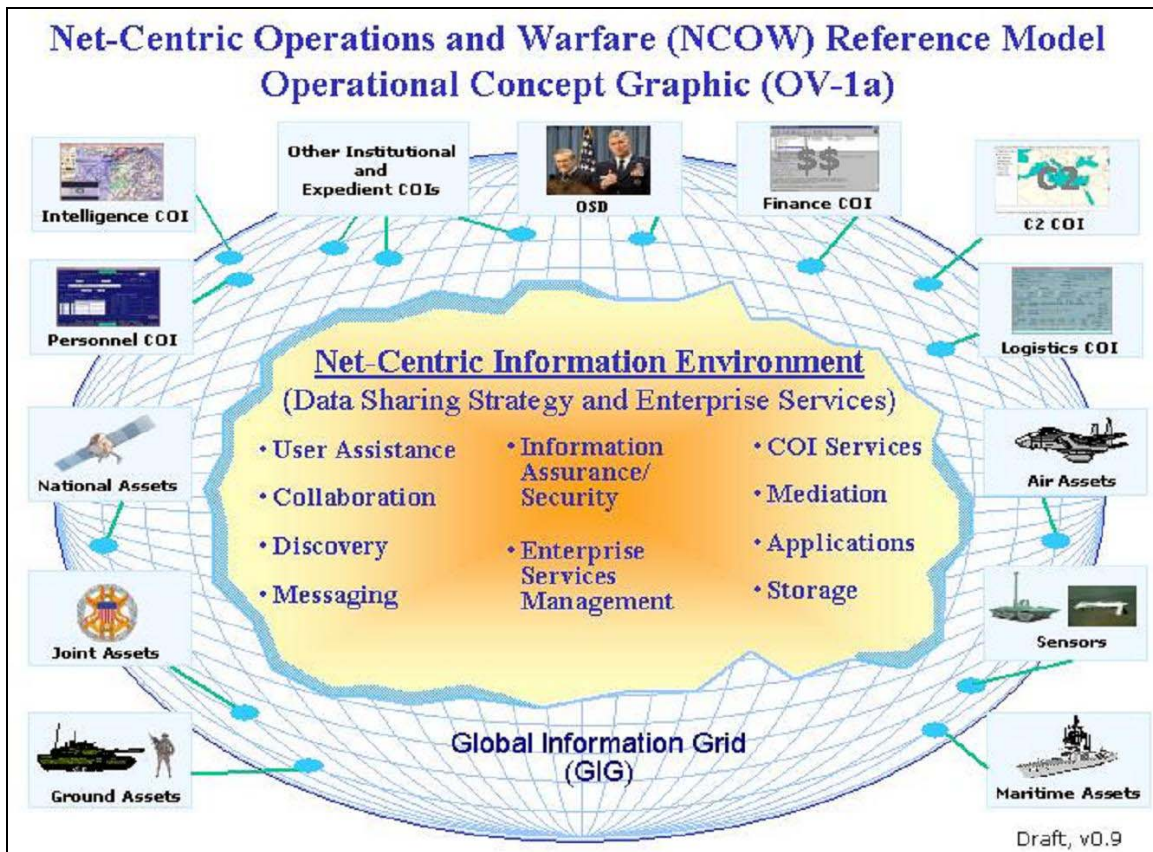 Net-Centric Operations and Warfare (NCOW) Reference Model
Operational Concept Graphic (OV-1a)
Intelligence COI
Other Institutional
and
Expedient COIs
OSD
$$
Finance COI
C2
C2 COI
Personnel COI
Logistics COI
Net-Centric Information Environment
(Data Sharing Strategy and Enterprise Services)
• User Assistance
• Collaboration
• Discovery
• Messaging
• Information
Assurance/
Security
• Enterprise
Services
Management
• COI Services
• Mediation
• Applications
• Storage
National Assets
Air Assets
Joint Assets
Sensors
Ground Assets
Maritime Assets
Global Information Grid
(GIG)
Draft, v0.9